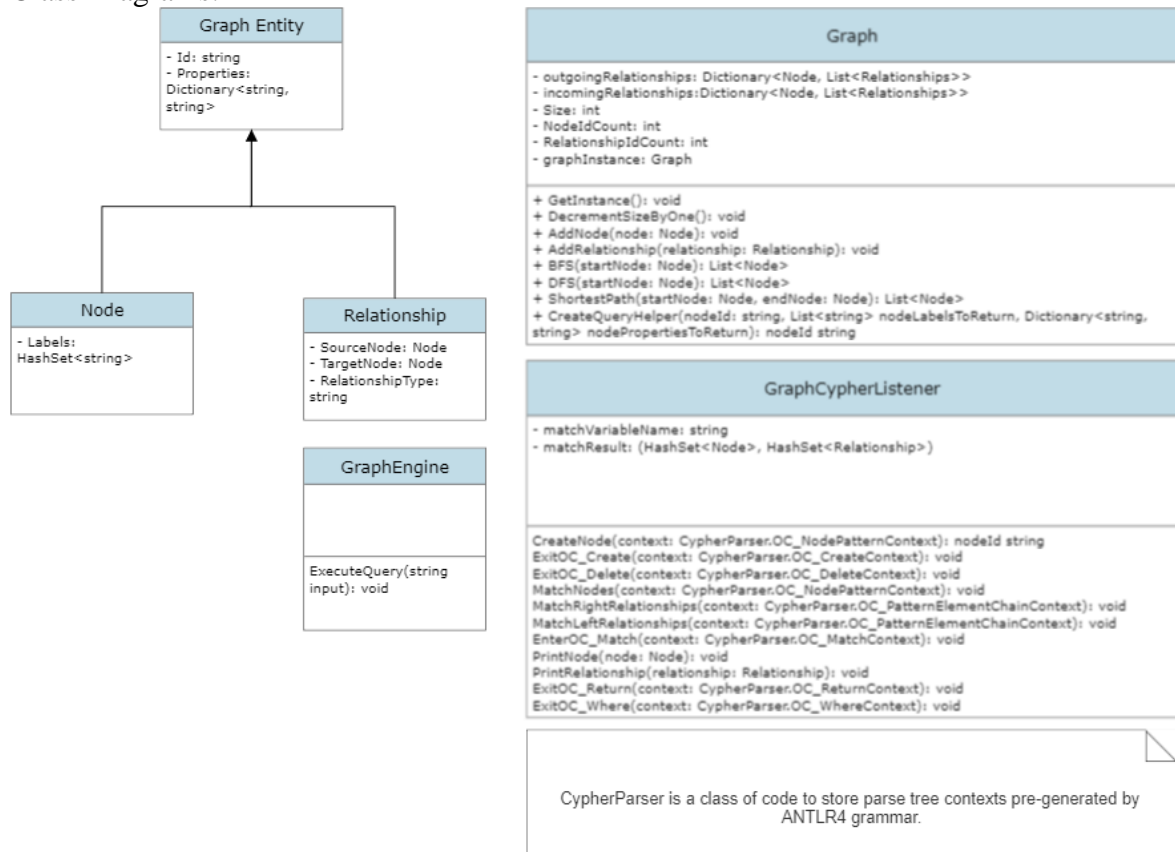 Class Diagrams:
Graph Entity
- Id: string
- Properties:
Dictionary<string,
string>
Node
- Labels:
HashSet<string>
Relationship
- SourceNode: Node
- TargetNode: Node
- RelationshipType:
string
GraphEngine
ExecuteQuery(string
input): void
Graph
- outgoingRelationships: Dictionary<Node, List<Relationships>>
- incomingRelationships:Dictionary<Node, List<Relationships>>
- Size: int
- NodeIdCount: int
- RelationshipIdCount: int
- graphInstance: Graph
+ GetInstance(): void
+ DecrementSizeByOne(): void
+ AddNode(node: Node): void
+ AddRelationship(relationship: Relationship): void
+ BFS(startNode: Node): List<Node>
+ DFS(startNode: Node): List<Node>
+ ShortestPath(startNode: Node, endNode: Node): List<Node>
+ CreateQueryHelper(nodeId: string, List<string> nodeLabelsToReturn, Dictionary<string,
string> nodePropertiesToReturn): nodeId string
GraphCypherListener
- matchVariableName: string
- matchResult: (HashSet<Node>, HashSet<Relationship>)
CreateNode(context: CypherParser.OC_NodePatternContext): nodeId string
ExitOC_Create(context: CypherParser.OC_CreateContext): void
ExitOC_Delete(context: CypherParser.OC_DeleteContext): void
MatchNodes(context: CypherParser.OC_NodePatternContext): void
MatchRightRelationships(context: CypherParser.OC_PatternElementChainContext): void
MatchLeftRelationships(context: CypherParser.OC_PatternElementChainContext): void
EnterOC_Match(context: CypherParser.OC_MatchContext): void
PrintNode(node: Node): void
PrintRelationship(relationship: Relationship): void
ExitOC_Return(context: CypherParser.OC_ReturnContext): void
ExitOC_Where(context: CypherParser.OC_WhereContext): void
CypherParser is a class of code to store parse tree contexts pre-generated by
ANTLR4 grammar.